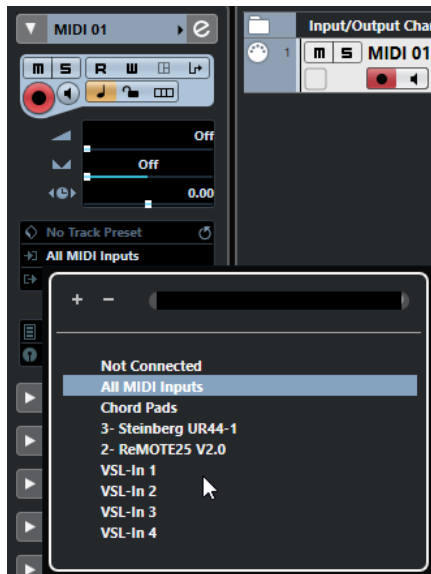 MIDI 01
Input/Output Cha
m S R W
1 m S MIDI 01
Off
Off
0.00
No Track Preset
All MIDI Inputs
+ -
Not Connected
All MIDI Inputs
Chord Pads
3- Steinberg UR44-1
2- ReMOTE25 V2.0
VSL-In 1
VSL-In 2
VSL-In 3
VSL-In 4